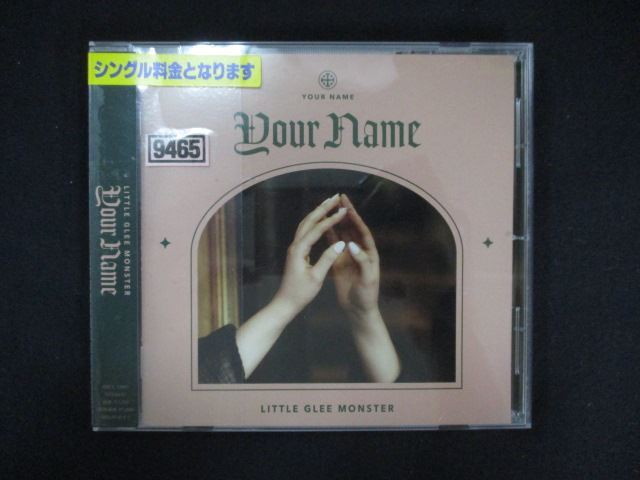 シングル料金となります
9465
YOUR NAME
Your Name
LITTLE GLEE MONSTER
LITTLE GLEE MONSTER
Your Name